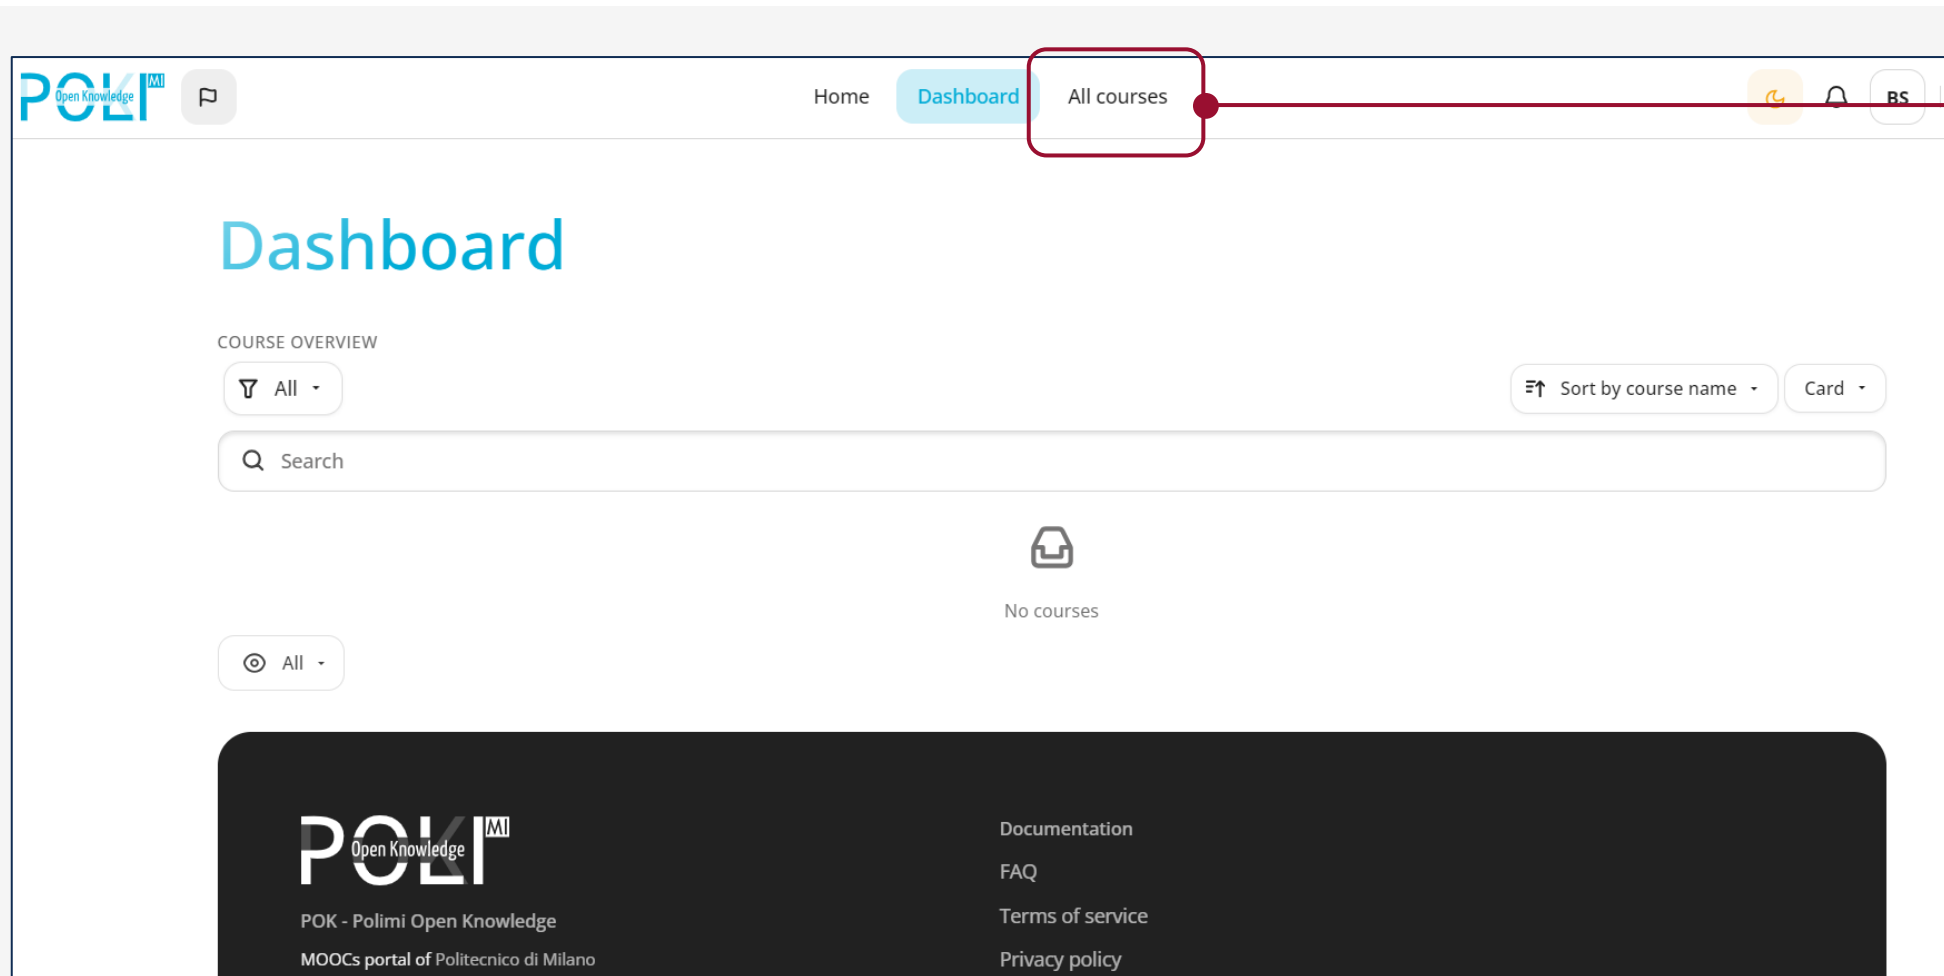 POK MI
Open Knowledge
Home Dashboard All courses BS
Dashboard
COURSE OVERVIEW
All Sort by course name Card
Search
No courses
All
POK MI
Open Knowledge
POK - Polimi Open Knowledge
MOOCs portal of Politecnico di Milano
Documentation
FAQ
Terms of service
Privacy policy